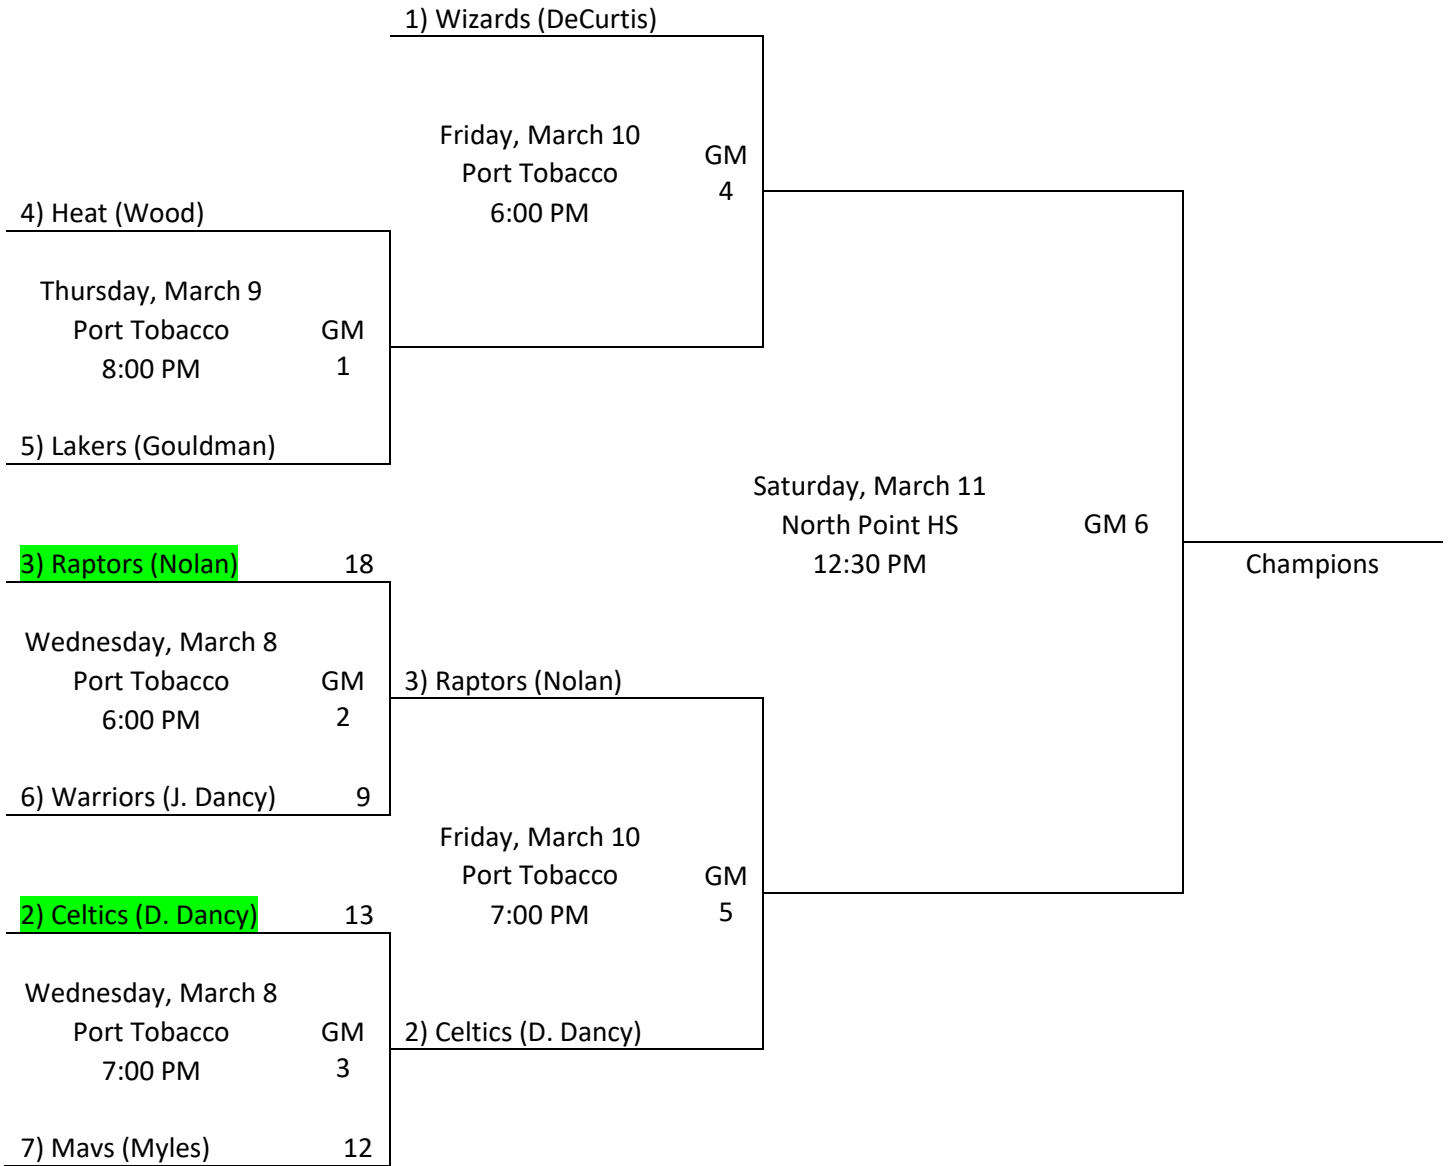 1) Wizards (DeCurtis)
Friday, March 10
Port Tobacco
6:00 PM
GM
4
4) Heat (Wood)
Thursday, March 9
Port Tobacco
8:00 PM
GM
1
5) Lakers (Gouldman)
Saturday, March 11
North Point HS
12:30 PM
GM 6
Champions
3) Raptors (Nolan) 18
Wednesday, March 8
Port Tobacco
6:00 PM
GM
2
3) Raptors (Nolan)
6) Warriors (J. Dancy) 9
Friday, March 10
Port Tobacco
7:00 PM
GM
5
2) Celtics (D. Dancy) 13
Wednesday, March 8
Port Tobacco
7:00 PM
GM
3
2) Celtics (D. Dancy)
7) Mavs (Myles) 12